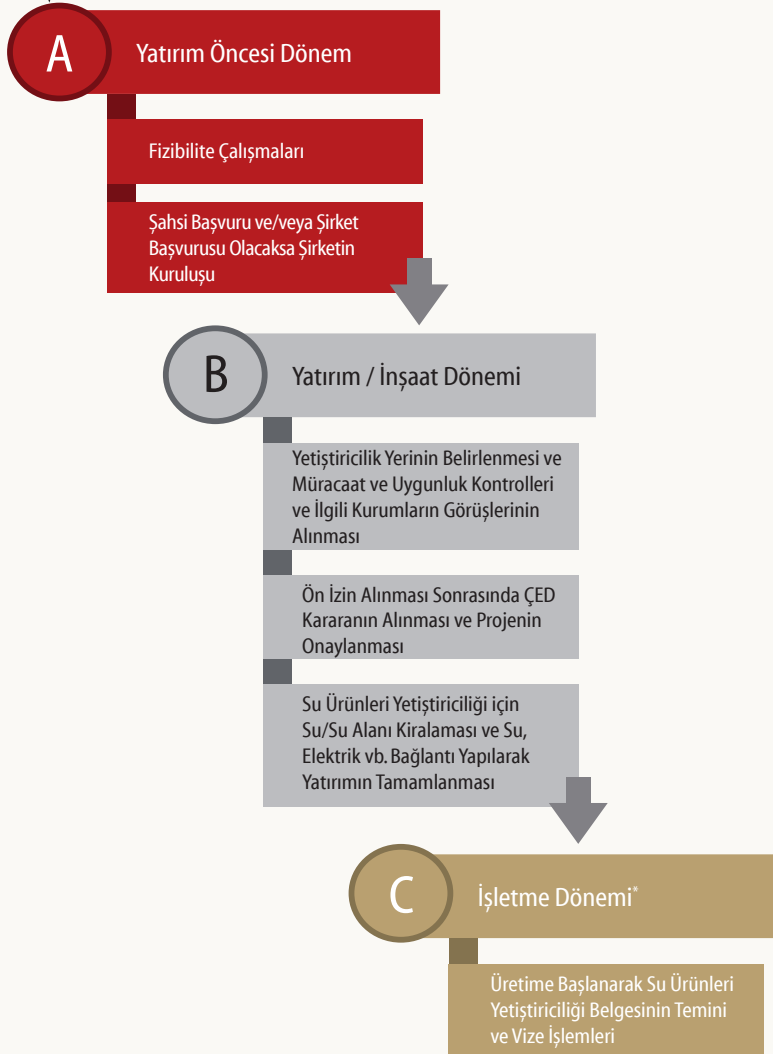 A
Yatırım Öncesi Dönem
Fizibilite Çalışmaları
Şahsi Başvuru ve/veya Şirket
Başvurusu Olacaksa Şirketin
Kuruluşu
B
Yatırım / İnşaat Dönemi
Yetiştiricilik Yerinin Belirlenmesi ve
Müracaat ve Uygunluk Kontrolleri
ve İlgili Kurumların Görüşlerinin
Alınması
Ön İzin Alınması Sonrasında ÇED
Kararanın Alınması ve Projenin
Onaylanması
Su Ürünleri Yetiştiriciliği için
Su/Su Alanı Kiralaması ve Su,
Elektrik vb. Bağlantı Yapılarak
Yatırımın Tamamlanması
C
İşletme Dönemi*
Üretime Başlanarak Su Ürünleri
Yetiştiriciliği Belgesinin Temini
ve Vize İşlemleri